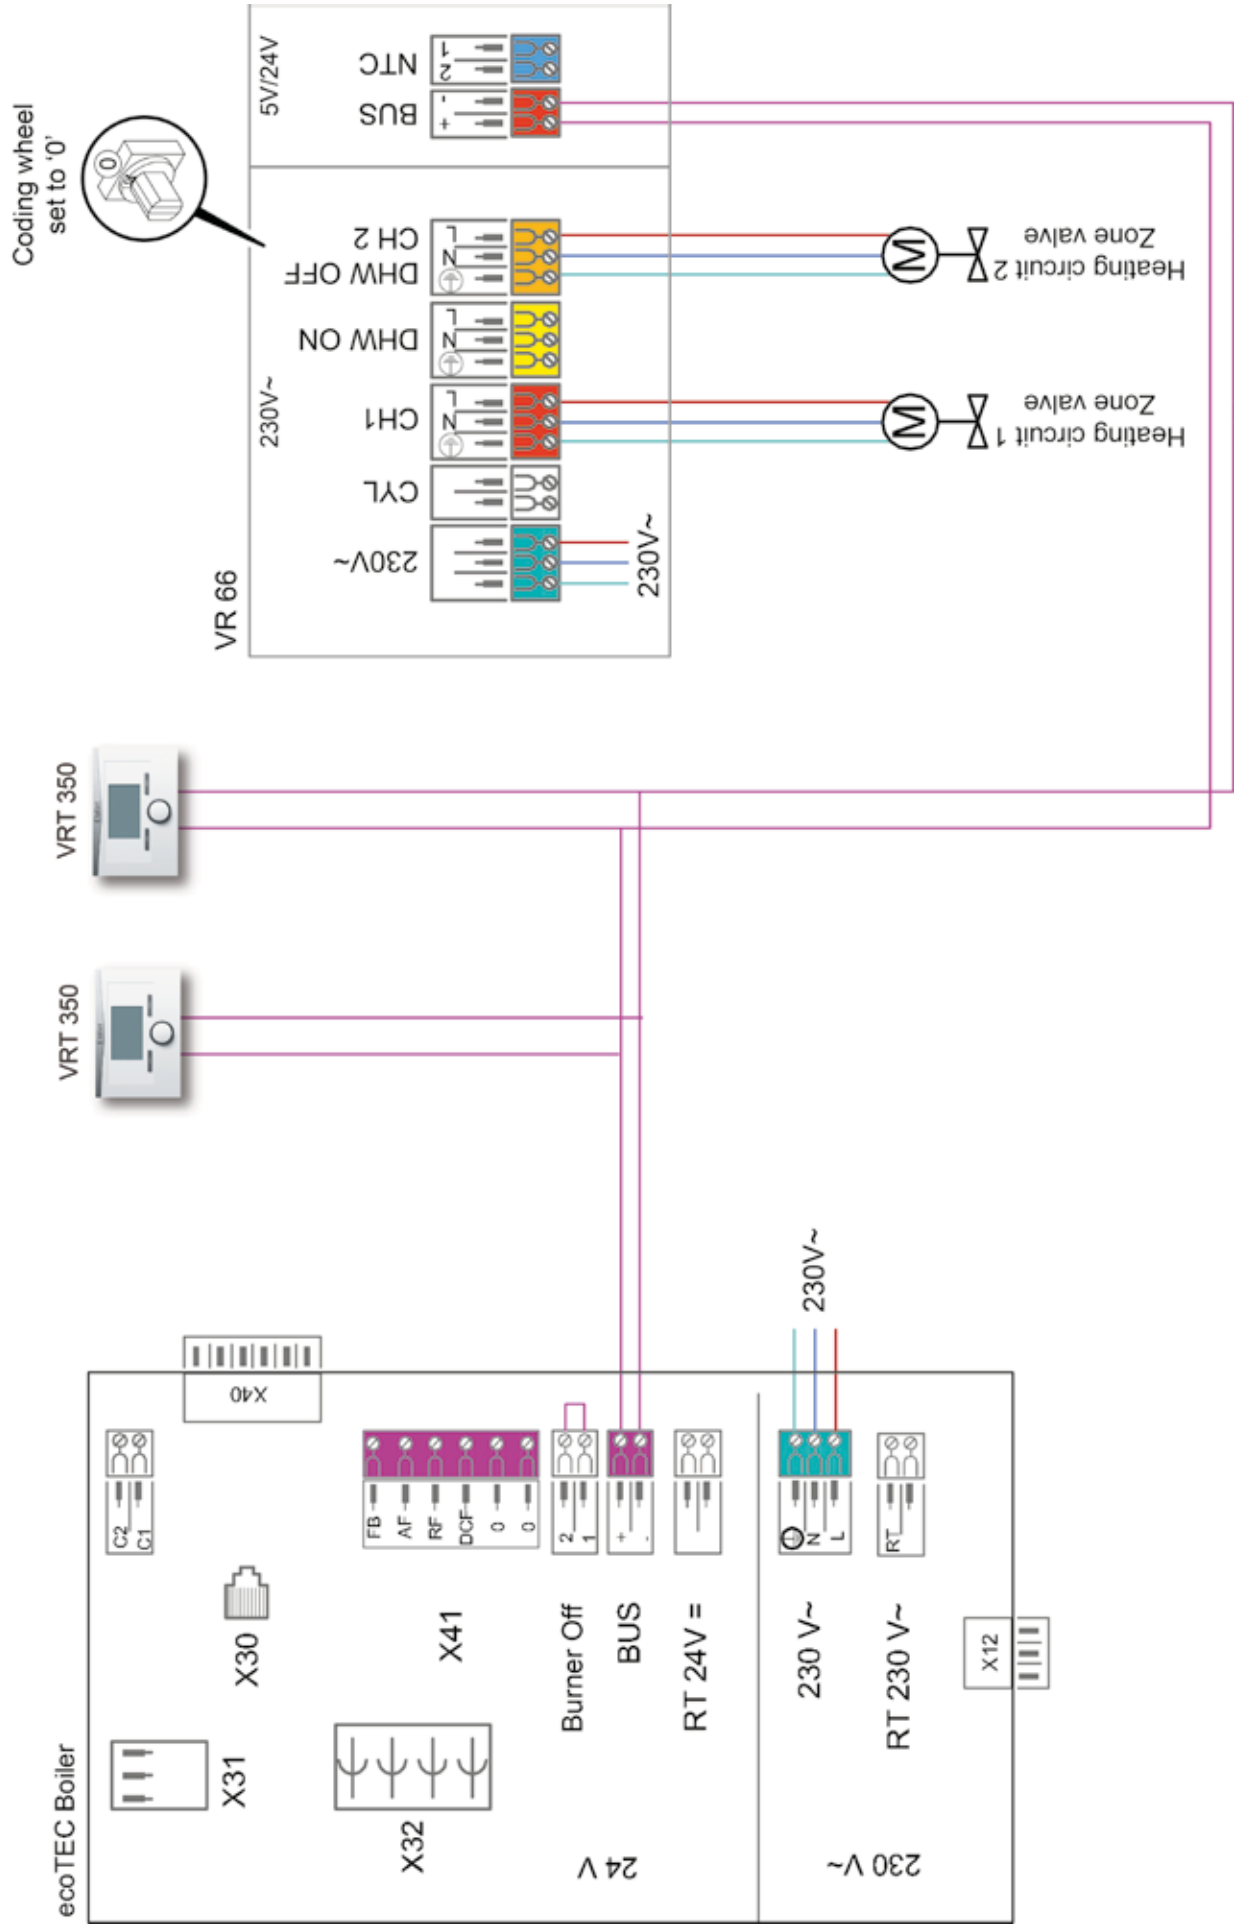 Coding wheel
set to '0'
0
5V/24V
NTC
1
2
BUS
-
+
230V~
CH 2
DHW OFF
L
N
DHW ON
L
N
CH1
L
N
CYL
230V~
230V~
VR 66
M
Heating circuit 2
Zone valve
M
Heating circuit 1
Zone valve
VRT 350
VRT 350
ecoTEC Boiler
X40
C2
C1
X30
X31
FB
AF
RF
DCF
0
0
X41
X32
2
1
Burner Off
+
-
BUS
RT 24V =
24 V
230V~
N
L
230 V~
RT
RT 230 V~
X12
230 V~